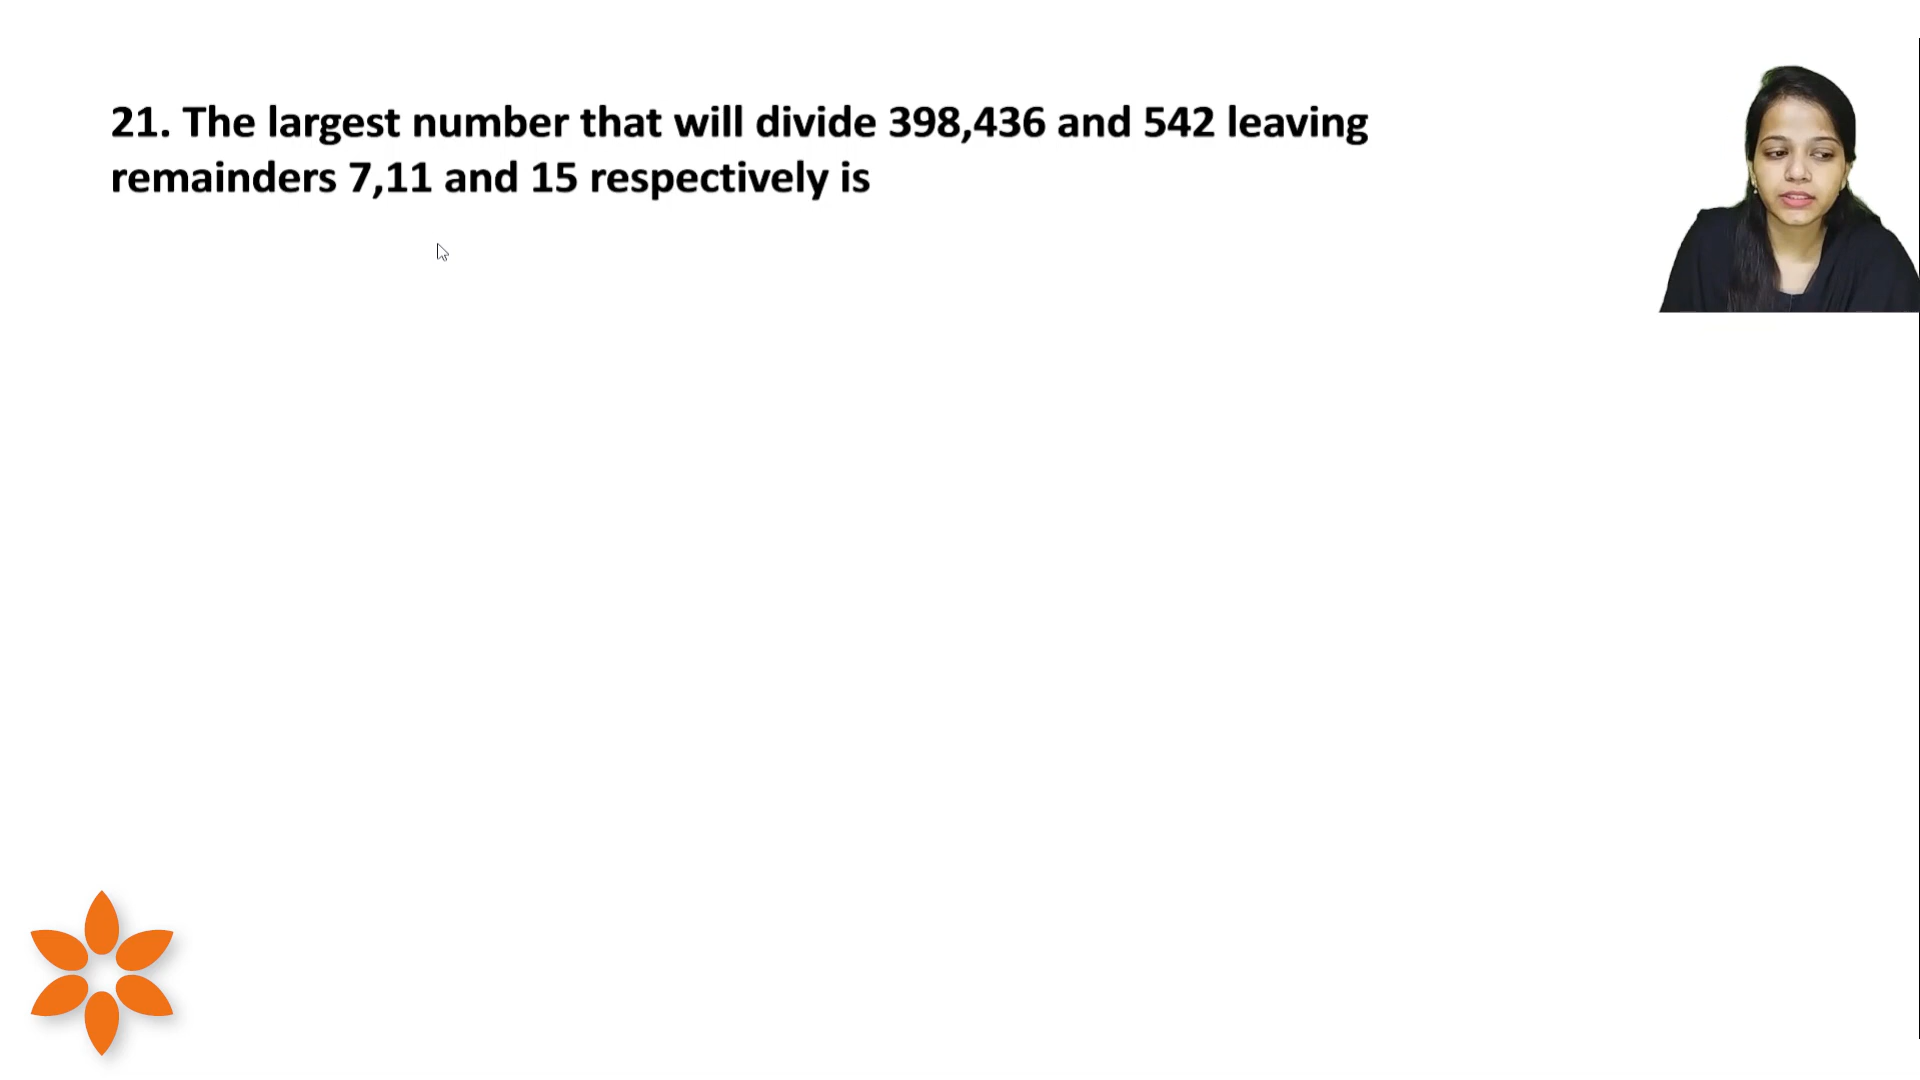 21. The largest number that will divide 398,436 and 542 leaving
remainders 7,11 and 15 respectively is